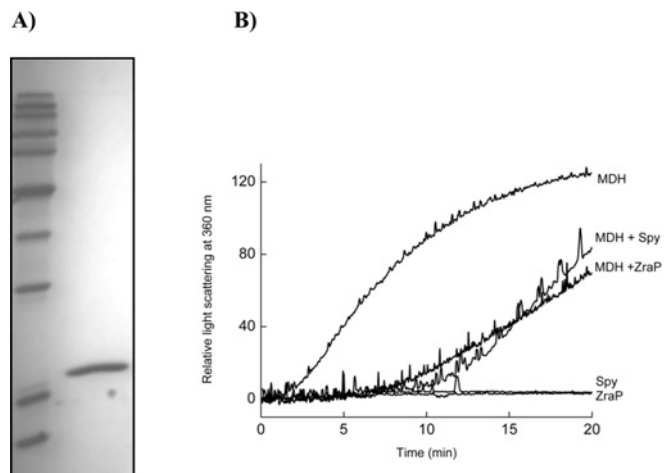 A)
B)
Relative light scattering at 360 nm
120
80
40
0
MDH
MDH + Spy
MDH +ZraP
Spy
ZraP
0
5
10
15
20
Time (min)